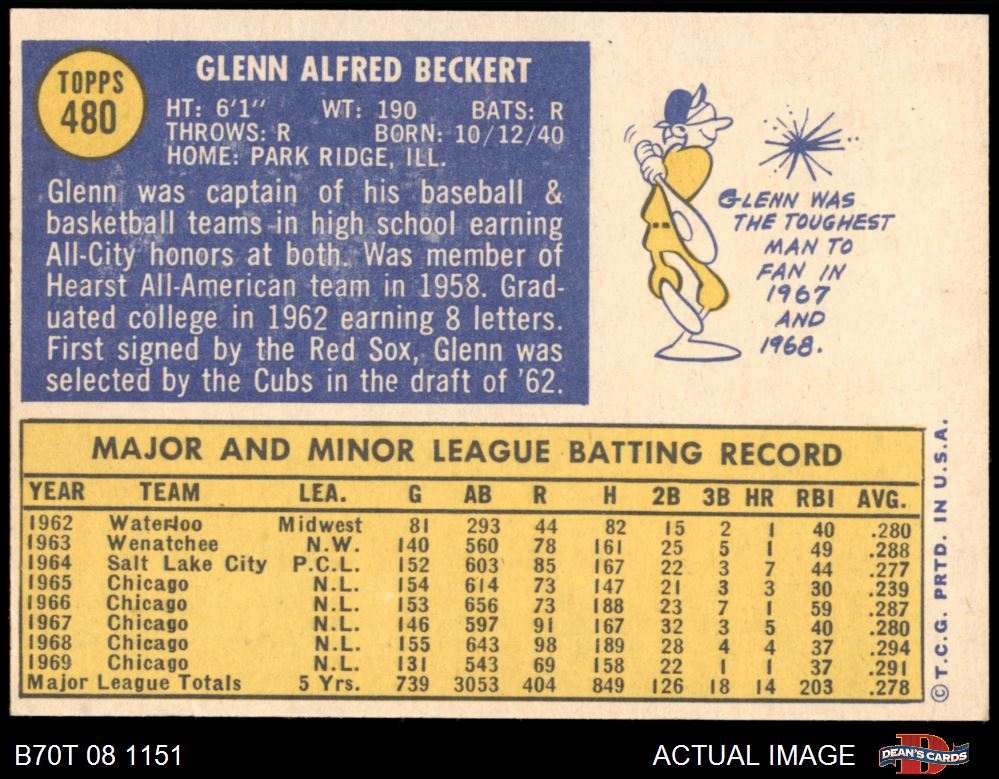 TOPPS
480
GLENN ALFRED BECKERT
HT: 6'1" WT: 190 BATS: R
THROWS: R BORN: 10/12/40
HOME: PARK RIDGE, ILL.
Glenn was captain of his baseball &
basketball teams in high school earning
All-City honors at both. Was member of
Hearst All-American team in 1958. Grad-
uated college in 1962 earning 8 letters.
First signed by the Red Sox, Glenn was
selected by the Cubs in the draft of '62.
GLENN WAS
THE TOUGHEST
MAN TO
FAN IN
1967
AND
1968.
MAJOR AND MINOR LEAGUE BATTING RECORD
YEAR TEAM LEA. G AB R H 2B 3B HR RBI AVG.
1962 Waterloo Midwest 81 293 44 82 15 2 1 40 .280
1963 Wenatchee N.W. 140 560 78 161 25 5 1 49 .288
1964 Salt Lake City P.C.L. 152 603 85 167 22 3 7 44 .277
1965 Chicago N.L. 154 614 73 147 21 3 3 30 .239
1966 Chicago N.L. 153 656 73 188 23 7 1 59 .287
1967 Chicago N.L. 146 597 91 167 32 3 5 40 .280
1968 Chicago N.L. 155 643 98 189 28 4 4 37 .294
1969 Chicago N.L. 131 543 69 158 22 1 1 37 .291
Major League Totals 5 Yrs. 739 3053 404 849 126 18 14 203 .278
© T.C.G. PRTD. IN U.S.A.
B70T 08 1151
ACTUAL IMAGE
D
DEAN'S CARDS